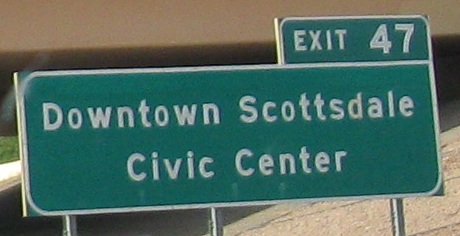 EXIT 47
Downtown Scottsdale
Civic Center